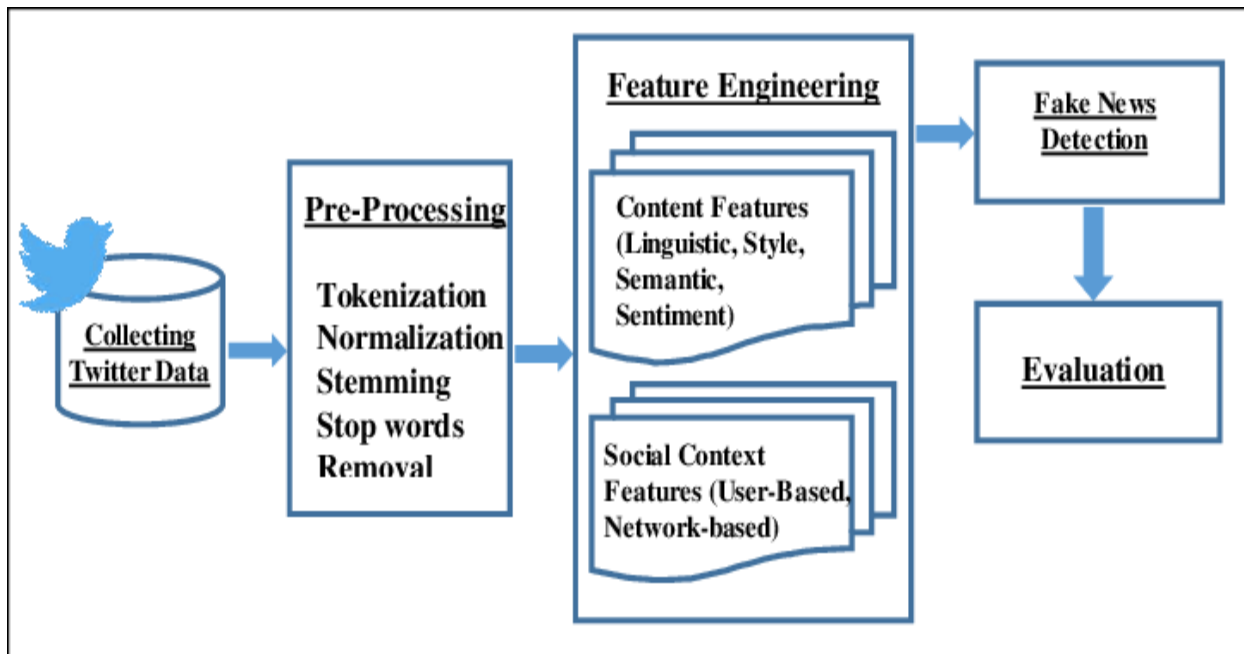 Collecting
Twitter Data
Pre-Processing
Tokenization
Normalization
Stemming
Stop words
Removal
Feature Engineering
Content Features
(Linguistic, Style,
Semantic,
Sentiment)
Social Context
Features (User-Based,
Network-based)
Fake News
Detection
Evaluation